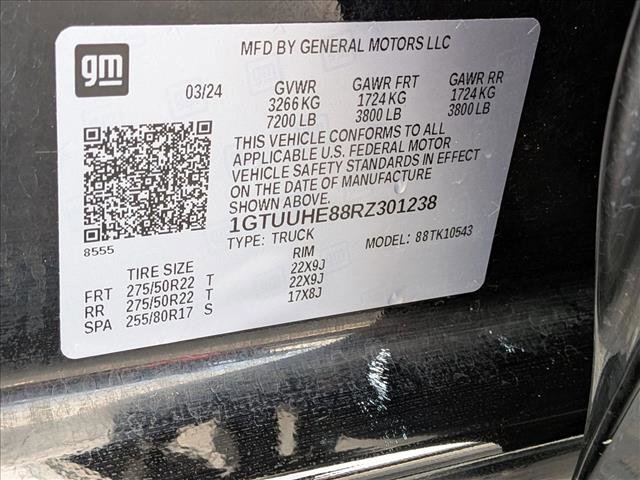 gm
MFD BY GENERAL MOTORS LLC
03/24 GVWR GAWR FRT GAWR RR
3266 KG 1724 KG 1724 KG
7200 LB 3800 LB 3800 LB
THIS VEHICLE CONFORMS TO ALL
APPLICABLE U.S. FEDERAL MOTOR
VEHICLE SAFETY STANDARDS IN EFFECT
ON THE DATE OF MANUFACTURE
SHOWN ABOVE.
1GTUUHE88RZ301238
8555
TYPE: TRUCK MODEL: 88TK10543
TIRE SIZE RIM
FRT 275/50R22 T 22X9J
RR 275/50R22 T 22X9J
SPA 255/80R17 S 17X8J